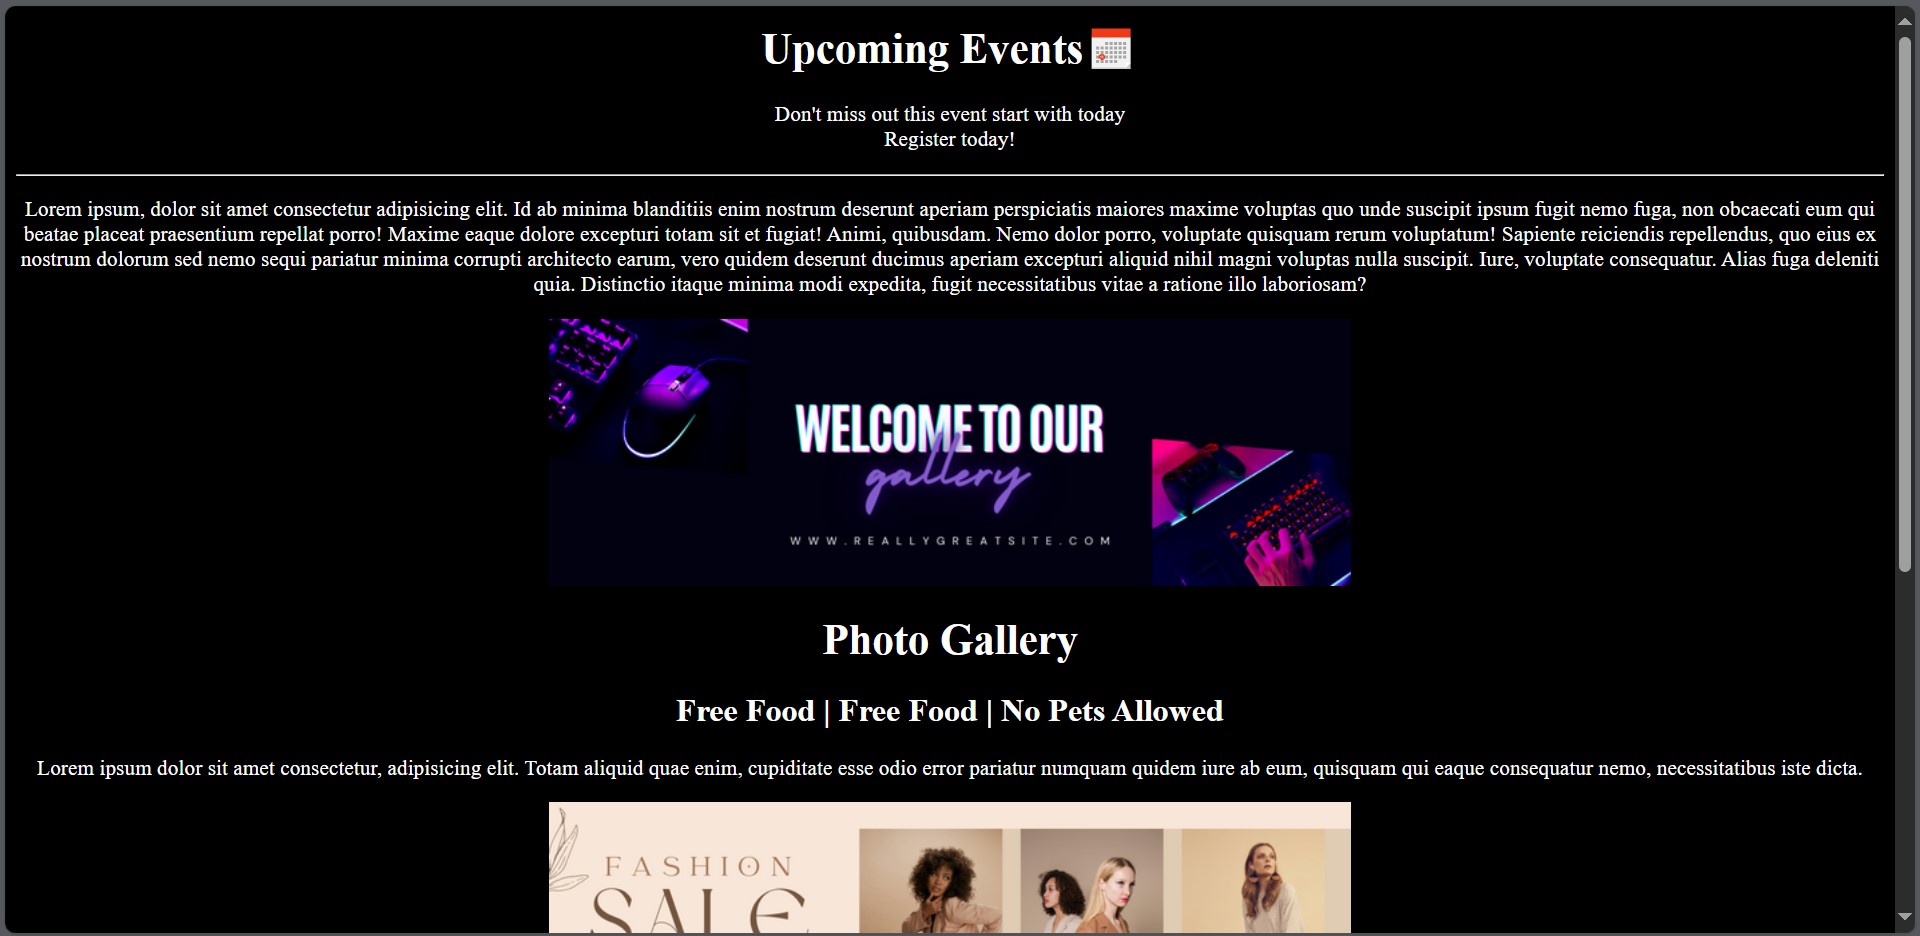 Upcoming Events
Don't miss out this event start with today
Register today!
Lorem ipsum, dolor sit amet consectetur adipisicing elit. Id ab minima blanditiis enim nostrum deserunt aperiam perspiciatis maiores maxime voluptas quo unde suscipit ipsum fugit nemo fuga, non obcaecati eum qui
beatae placeat praesentium repellat porro! Maxime eaque dolore excepturi totam sit et fugiat! Animi, quibusdam. Nemo dolor porro, voluptate quisquam rerum voluptatum! Sapiente reiciendis repellendus, quo eius ex
nostrum dolorum sed nemo sequi pariatur minima corrupti architecto earum, vero quidem deserunt ducimus aperiam excepturi aliquid nihil magni voluptas nulla suscipit. Iure, voluptate consequatur. Alias fuga deleniti
quia. Distinctio itaque minima modi expedita, fugit necessitatibus vitae a ratione illo laboriosam?
WELCOME TO OUR
gallery
WWW.REALLYGREATSITE.COM
Photo Gallery
Free Food | Free Food | No Pets Allowed
Lorem ipsum dolor sit amet consectetur, adipisicing elit. Totam aliquid quae enim, cupiditate esse odio error pariatur numquam quidem iure ab eum, quisquam qui eaque consequatur nemo, necessitatibus iste dicta.
FASHION
SALE